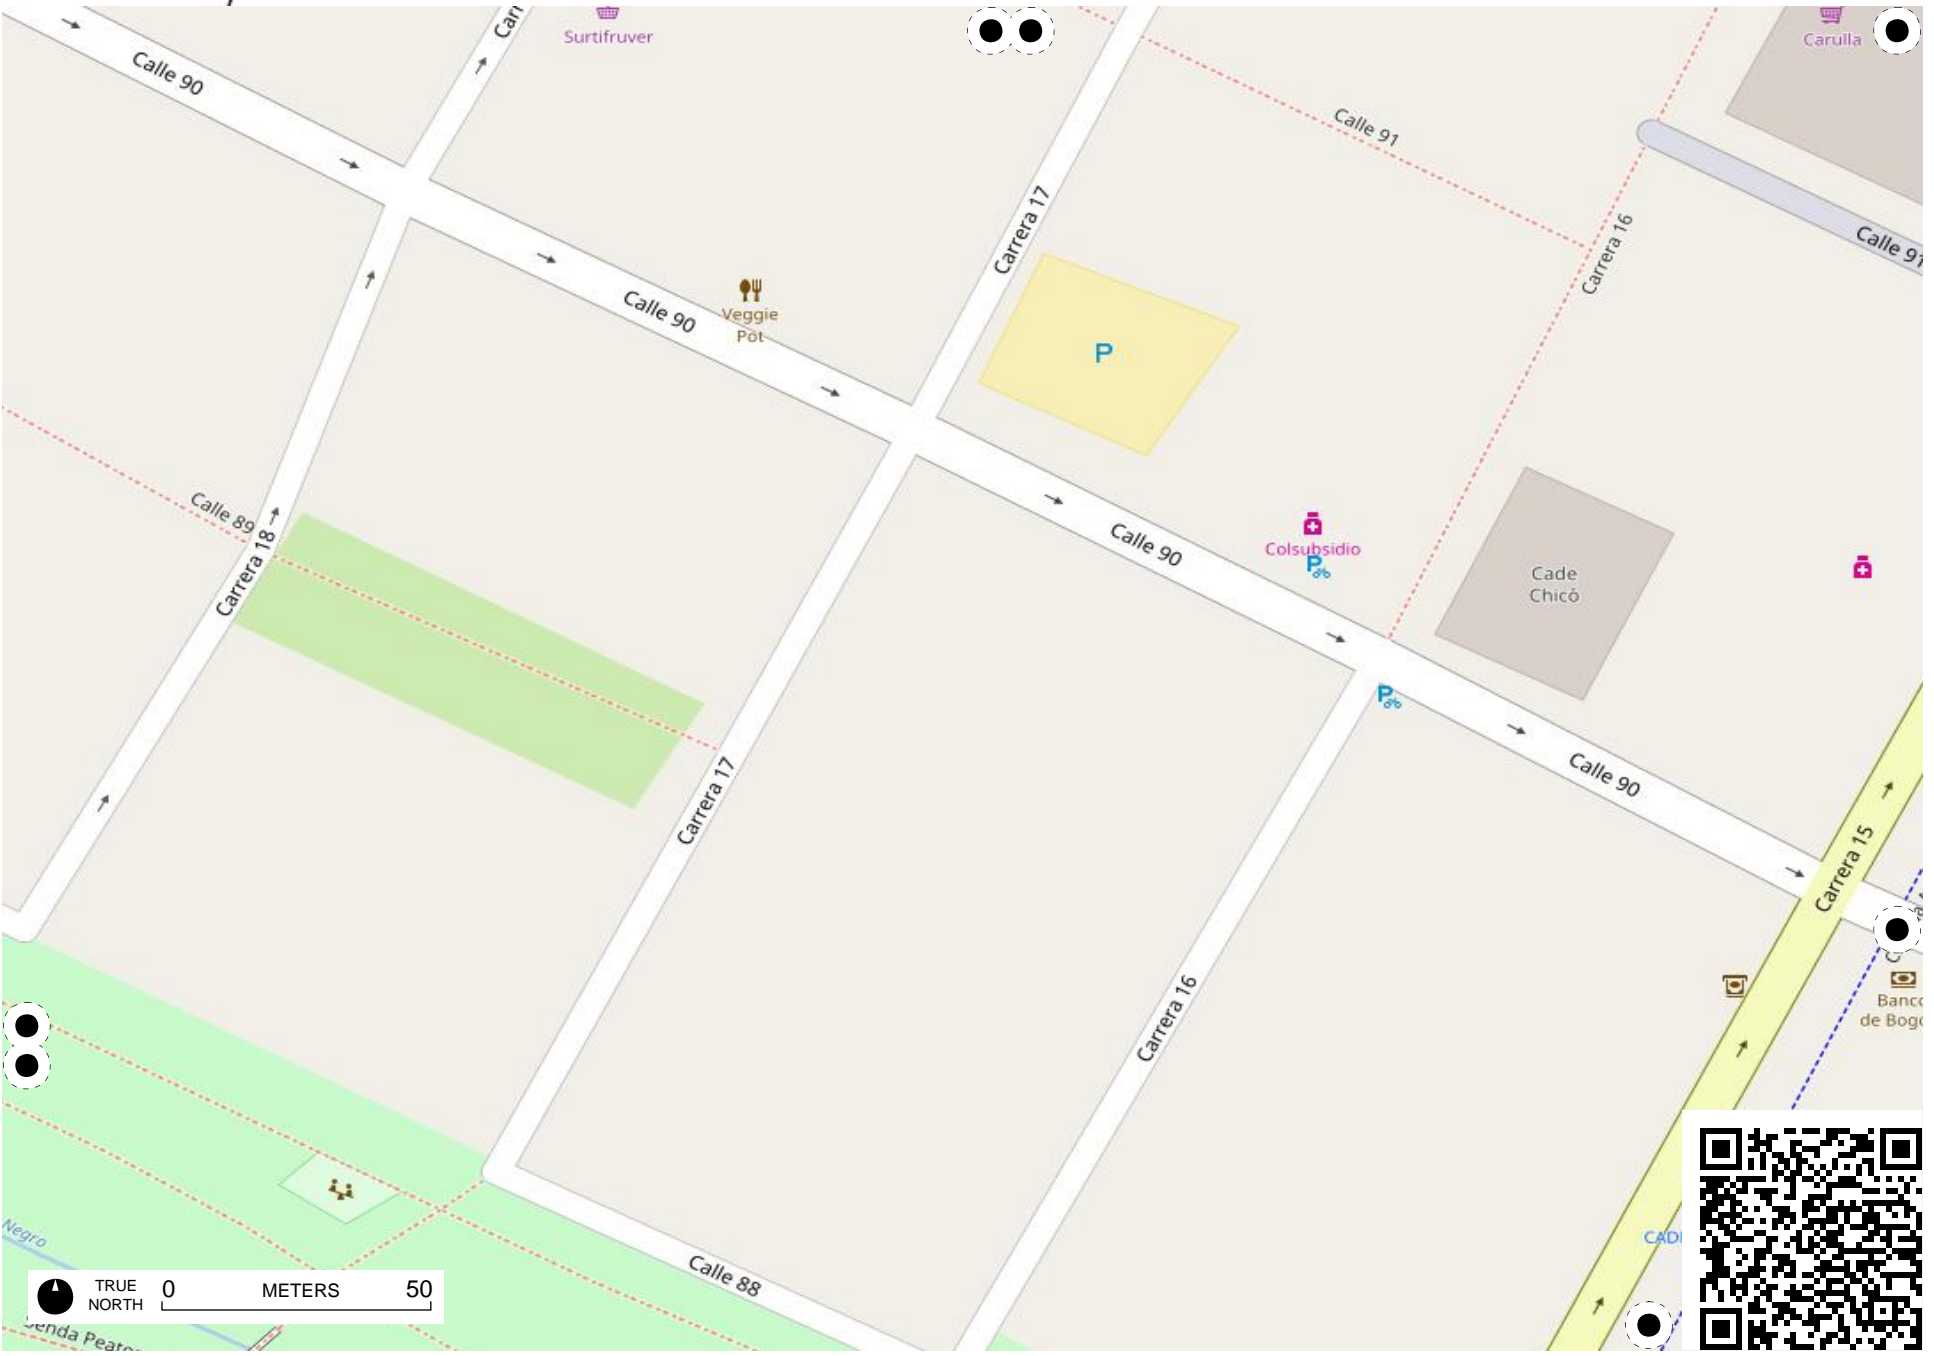 Surtifruver
Carulla
Calle 90
Calle 91
Carrera 17
Carrera 16
Calle 91
Veggie
Pot
Calle 90
P
Calle 89
Carrera 18
Calle 90
Colsubsidio
P
Cade
Chicó
P
Carrera 17
Calle 90
Carrera 15
Carrera 16
Banco
de Bogo
Negro
Calle 88
CADE
TRUE
NORTH
0 METERS 50
Senda Peato